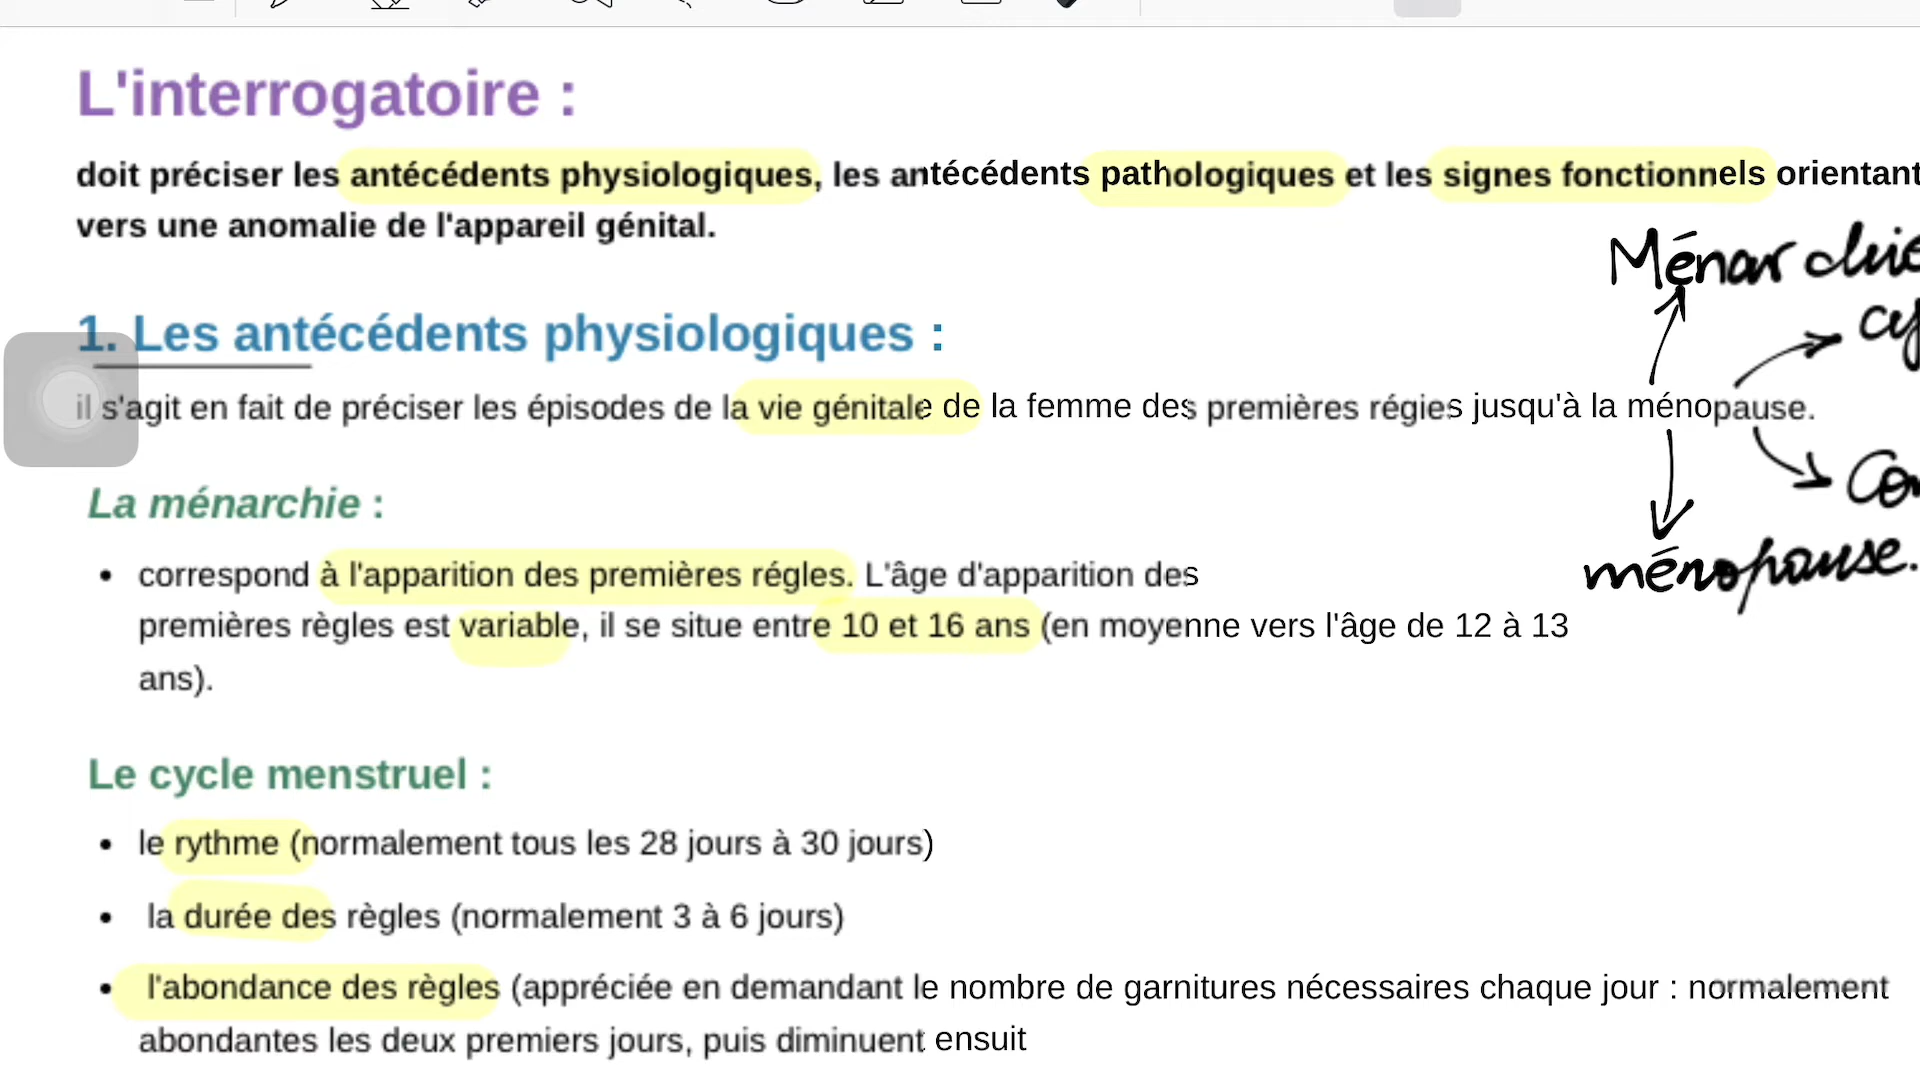 L'interrogatoire :
doit préciser les antécédents physiologiques, les antécédents pathologiques et les signes fonctionnels orientant
vers une anomalie de l'appareil génital.
Ménarchie
1. Les antécédents physiologiques :
il s'agit en fait de préciser les épisodes de la vie génitale de la femme des premières régies jusqu'à la ménopause.
La ménarchie :
ménopause.
correspond à l'apparition des premières régles. L'âge d'apparition des
premières règles est variable, il se situe entre 10 et 16 ans (en moyenne vers l'âge de 12 à 13
ans).
Le cycle menstruel :
• le rythme (normalement tous les 28 jours à 30 jours)
• la durée des règles (normalement 3 à 6 jours)
• l'abondance des règles (appréciée en demandant le nombre de garnitures nécessaires chaque jour : normalement
abondantes les deux premiers jours, puis diminuent ensuit